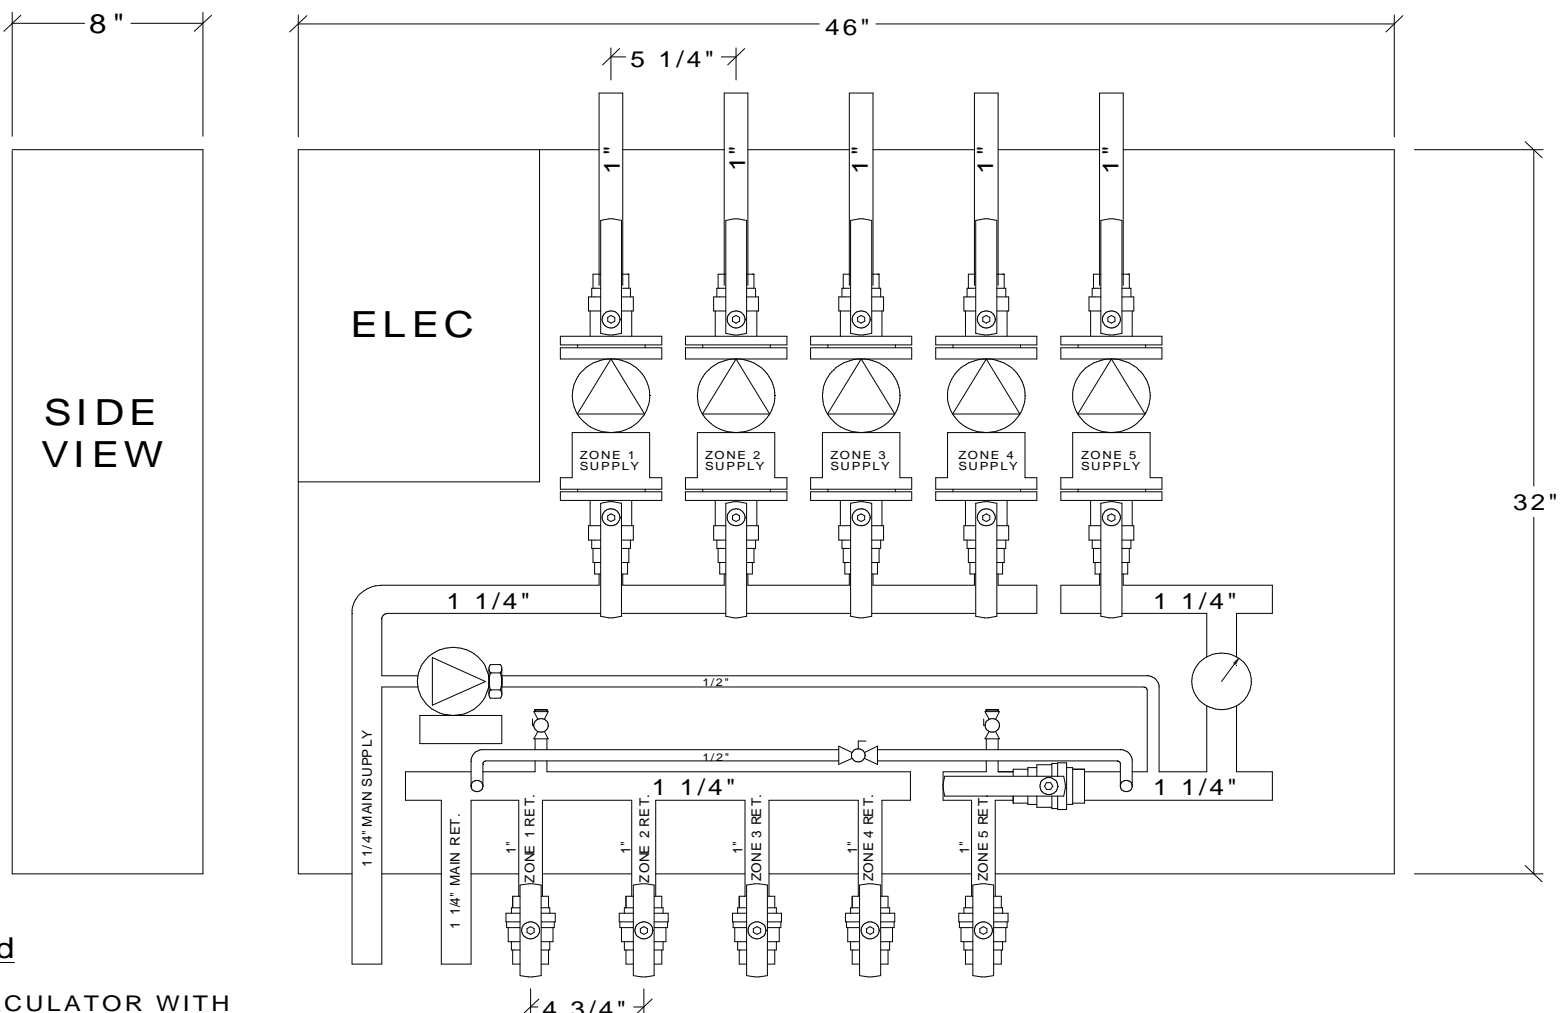 8"
46"
5 1/4"
1"
1"
1"
1"
1"
ELEC
SIDE
VIEW
ZONE 1
SUPPLY
ZONE 2
SUPPLY
ZONE 3
SUPPLY
ZONE 4
SUPPLY
ZONE 5
SUPPLY
32"
1 1/4"
1 1/4"
1/2"
1/2"
1 1/4"
1 1/4"
1 1/4" MAIN SUPPLY
1 1/4" MAIN RET.
1"
ZONE 1 RET.
1"
ZONE 2 RET.
1"
ZONE 3 RET.
1"
ZONE 4 RET.
1"
ZONE 5 RET.
WITH
4 3/4"